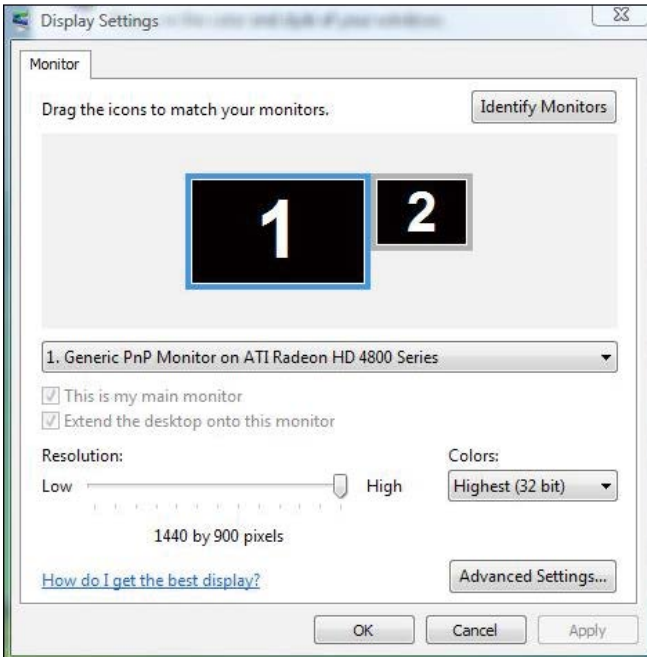 Display Settings
Monitor
Drag the icons to match your monitors.
Identify Monitors
1
2
1. Generic PnP Monitor on ATI Radeon HD 4800 Series
This is my main monitor
Extend the desktop onto this monitor
Resolution:
Colors:
Low
High
Highest (32 bit)
1440 by 900 pixels
How do I get the best display?
Advanced Settings...
OK
Cancel
Apply